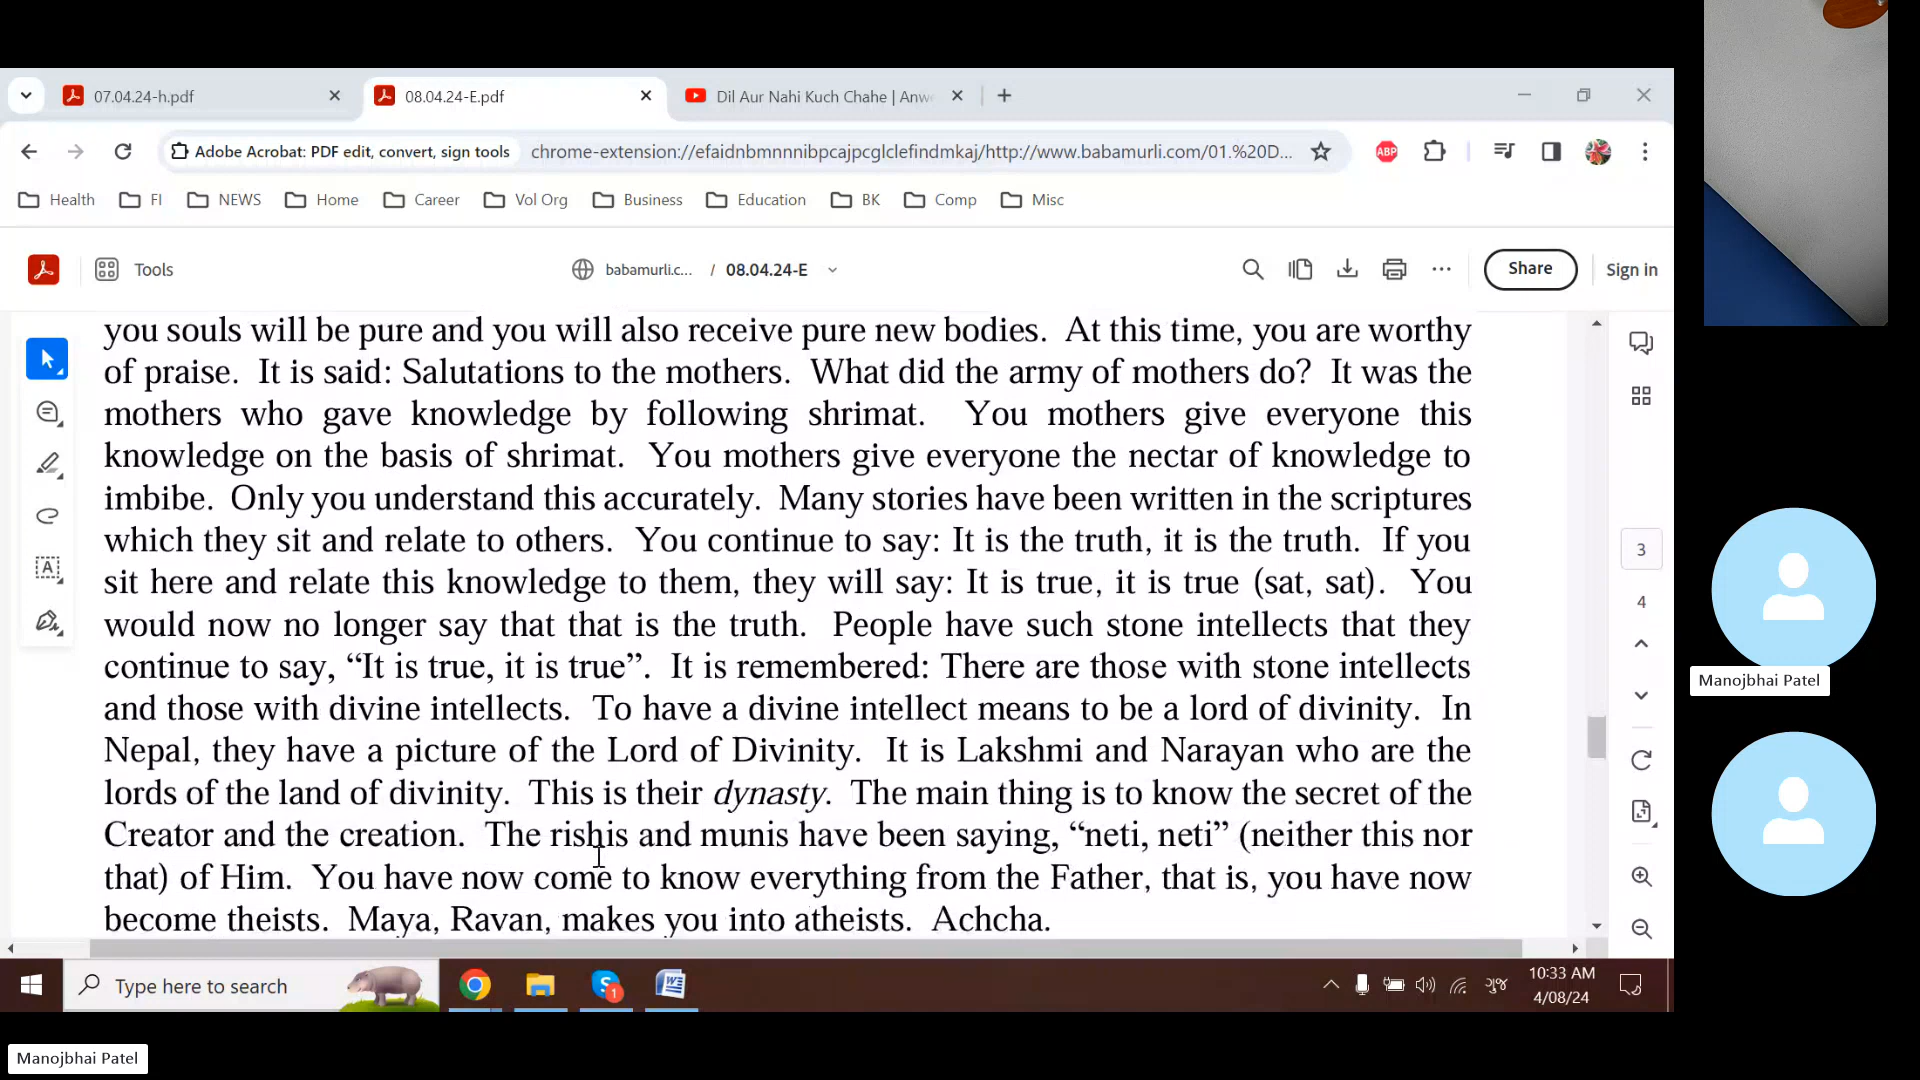 07.04.24-h.pdf
08.04.24-E.pdf
Dil Aur Nahi Kuch Chahe | Anw
Adobe Acrobat: PDF edit, convert, sign tools
chrome-extension://efaidnbmnnnibpcajpcglclefindmkaj/http://www.babamurli.com/01.%20D...
ABP
Health
FI
NEWS
Home
Career
Vol Org
Business
Education
BK
Comp
Misc
Tools
babamurli.c... / 08.04.24-E
Share
Sign in
you souls will be pure and you will also receive pure new bodies. At this time, you are worthy
of praise. It is said: Salutations to the mothers. What did the army of mothers do? It was the
mothers who gave knowledge by following shrimat. You mothers give everyone this
knowledge on the basis of shrimat. You mothers give everyone the nectar of knowledge to
imbibe. Only you understand this accurately. Many stories have been written in the scriptures
which they sit and relate to others. You continue to say: It is the truth, it is the truth. If you
sit here and relate this knowledge to them, they will say: It is true, it is true (sat, sat). You
would now no longer say that that is the truth. People have such stone intellects that they
continue to say, “It is true, it is true”. It is remembered: There are those with stone intellects
and those with divine intellects. To have a divine intellect means to be a lord of divinity. In
Nepal, they have a picture of the Lord of Divinity. It is Lakshmi and Narayan who are the
lords of the land of divinity. This is their dynasty. The main thing is to know the secret of the
Creator and the creation. The rishis and munis have been saying, “neti, neti” (neither this nor
that) of Him. You have now come to know everything from the Father, that is, you have now
become theists. Maya, Ravan, makes you into atheists. Achcha.
3
4
Type here to search
1
ગુજ
10:33 AM
4/08/24
Manojbhai Patel
Manojbhai Patel